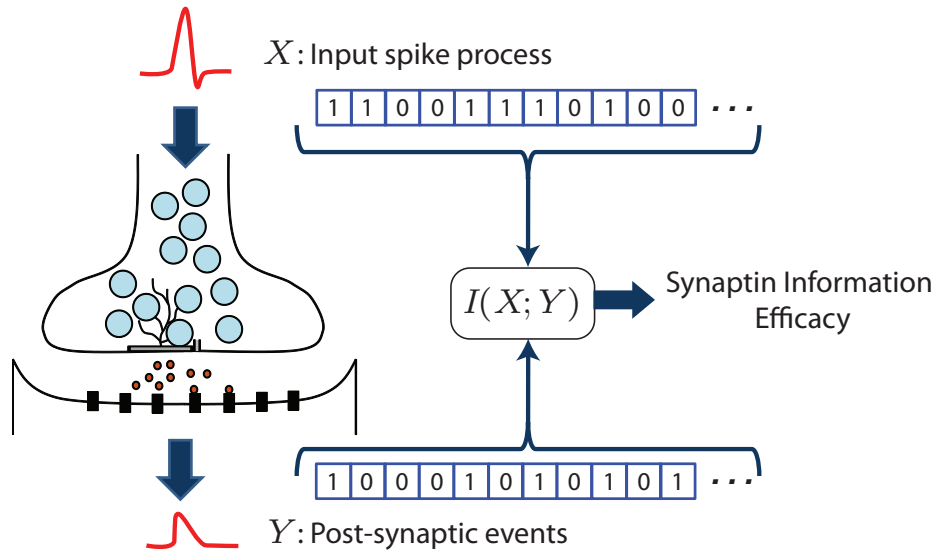 X: Input spike process
1 1 0 0 1 1 1 0 1 0 0 ...
I(X;Y)
Synaptin Information
Efficacy
1 0 0 0 1 0 1 0 1 0 1 ...
Y: Post-synaptic events